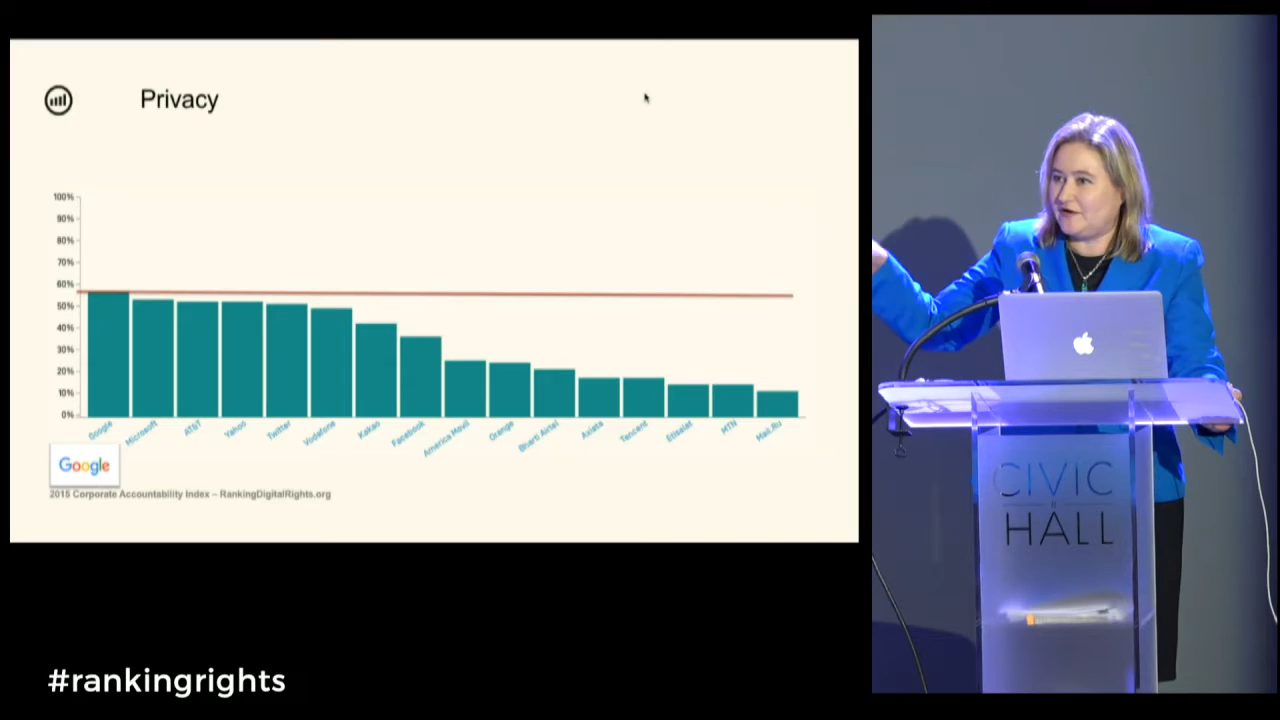 Privacy
100%
90%
80%
70%
60%
50%
40%
30%
20%
10%
0%
Google
Microsoft
AT&T
Yahoo
Twitter
Vodafone
Kakao
Facebook
America Movil
Orange
Bharti Airtel
Axiata
Tencent
Etisalat
MTN
Mail.Ru
Google
2015 Corporate Accountability Index – RankingDigitalRights.org
CIVIC
HALL
#rankingrights